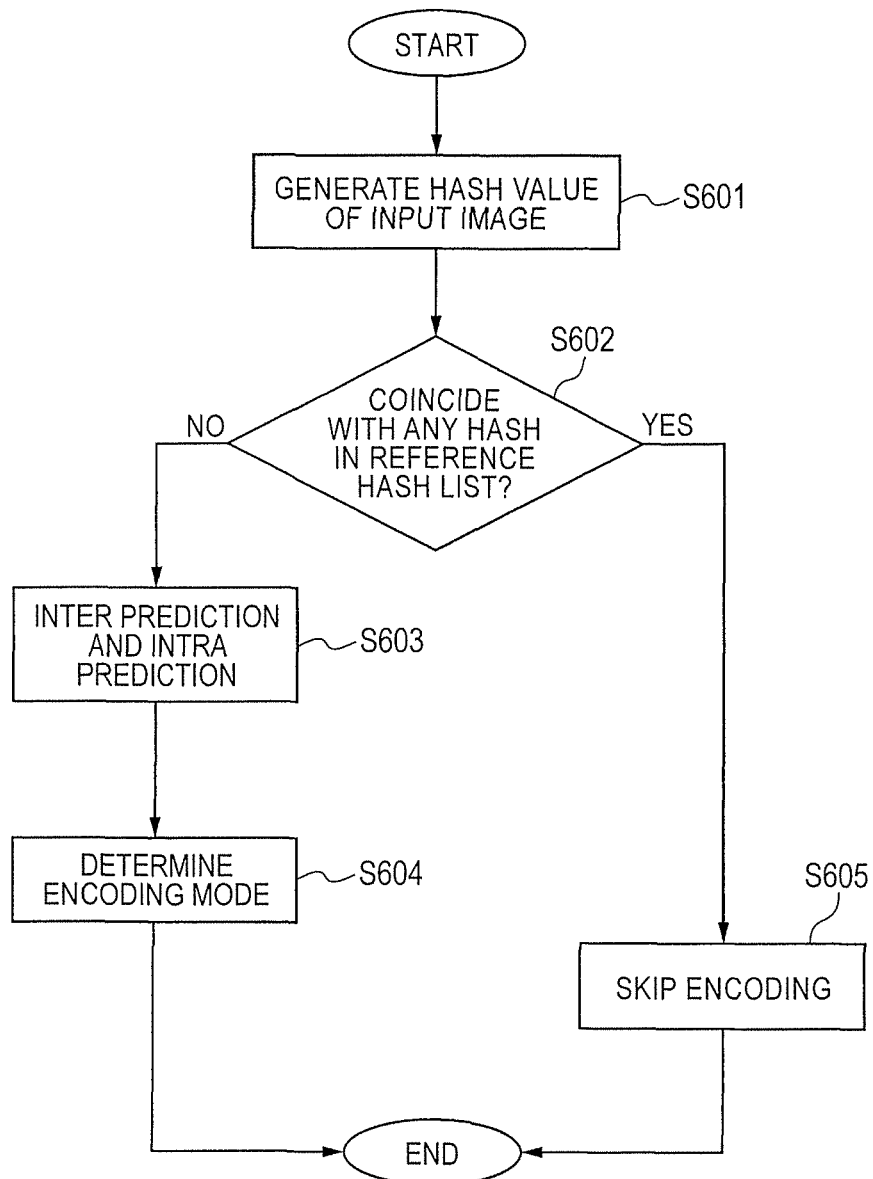 START
GENERATE HASH VALUE
OF INPUT IMAGE
S601
S602
COINCIDE
WITH ANY HASH
IN REFERENCE
HASH LIST?
NO
YES
INTER PREDICTION
AND INTRA
PREDICTION
S603
DETERMINE
ENCODING MODE
S604
S605
SKIP ENCODING
END